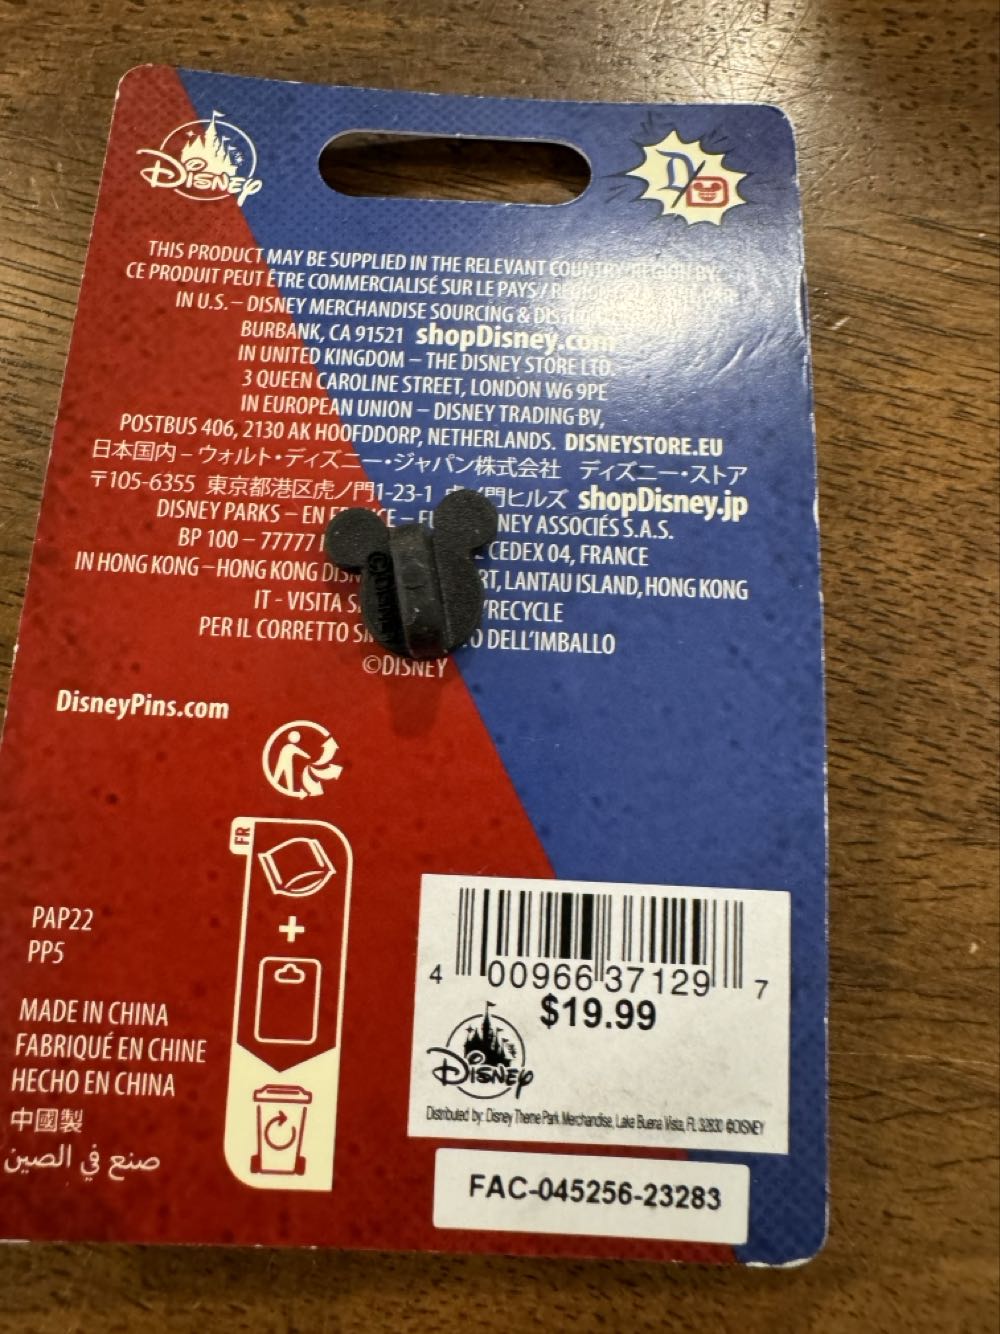 Disney
D/
THIS PRODUCT MAY BE SUPPLIED IN THE RELEVANT COUNTRY/REGION BY:
CE PRODUIT PEUT ÊTRE COMMERCIALISÉ SUR LE PAYS /
IN U.S. – DISNEY MERCHANDISE SOURCING &
BURBANK, CA 91521 shopDisney.com
IN UNITED KINGDOM – THE DISNEY STORE LTD.
3 QUEEN CAROLINE STREET, LONDON W6 9PE
IN EUROPEAN UNION – DISNEY TRADING BV,
POSTBUS 406, 2130 AK HOOFDDORP, NETHERLANDS. DISNEYSTORE.EU
日本国内 – ウォルト・ディズニー・ジャパン株式会社 ディズニー・ストア
〒105-6355 東京都港区虎ノ門1-23-1 門ヒルズ shopDisney.jp
DISNEY PARKS – EN – NEY ASSOCIÉS S.A.S.
BP 100 – 77777 CEDEX 04, FRANCE
IN HONG KONG – HONG KONG RT, LANTAU ISLAND, HONG KONG
IT - VISITA /RECYCLE
PER IL CORRETTO DELL'IMBALLO
©DISNEY
DisneyPins.com
FR
+
PAP22
PP5
MADE IN CHINA
FABRIQUÉ EN CHINE
HECHO EN CHINA
中國製
صنع في الصين
4 00966 37129 7
$19.99
Disney
Distributed by: Disney Theme Park Merchandise, Lake Buena Vista, FL 32830 ©DISNEY
FAC-045256-23283